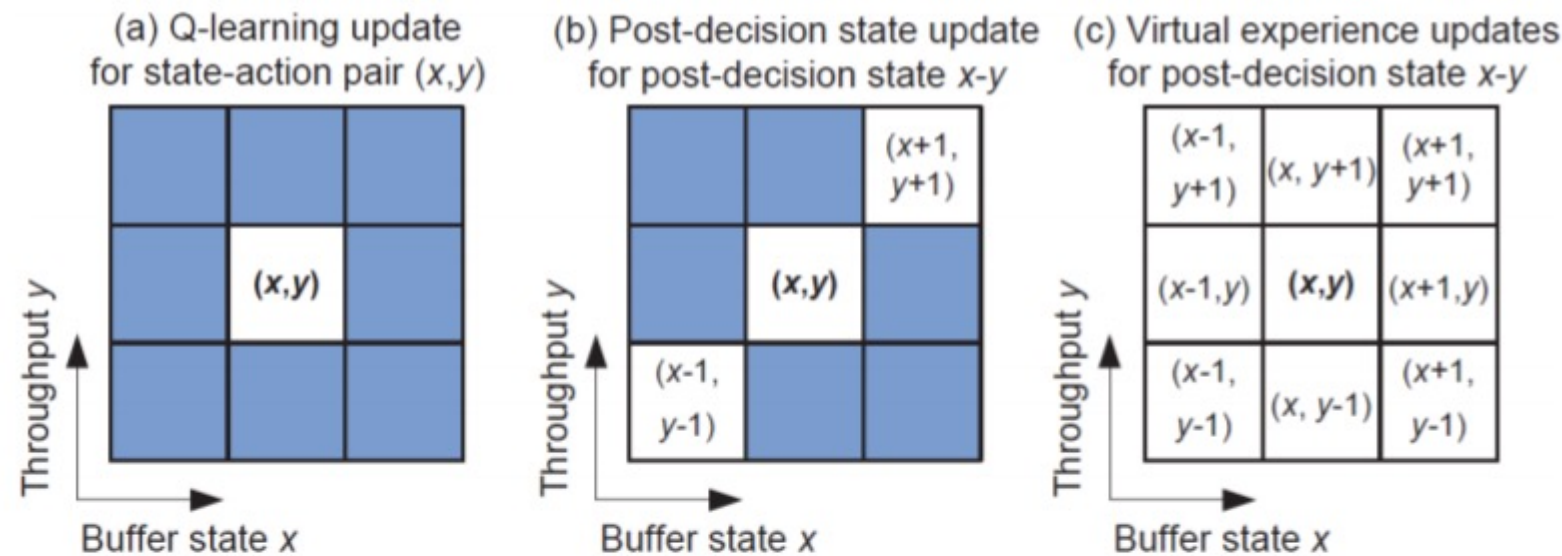 (a) Q-learning update
for state-action pair (x,y)
(x,y)
Throughput y
Buffer state x
(b) Post-decision state update
for post-decision state x-y
(x+1,
y+1)
(x,y)
(x-1,
y-1)
Throughput y
Buffer state x
(c) Virtual experience updates
for post-decision state x-y
(x-1,
y+1)
(x, y+1)
(x+1,
y+1)
(x-1,y)
(x,y)
(x+1,y)
(x-1,
y-1)
(x, y-1)
(x+1,
y-1)
Throughput y
Buffer state x